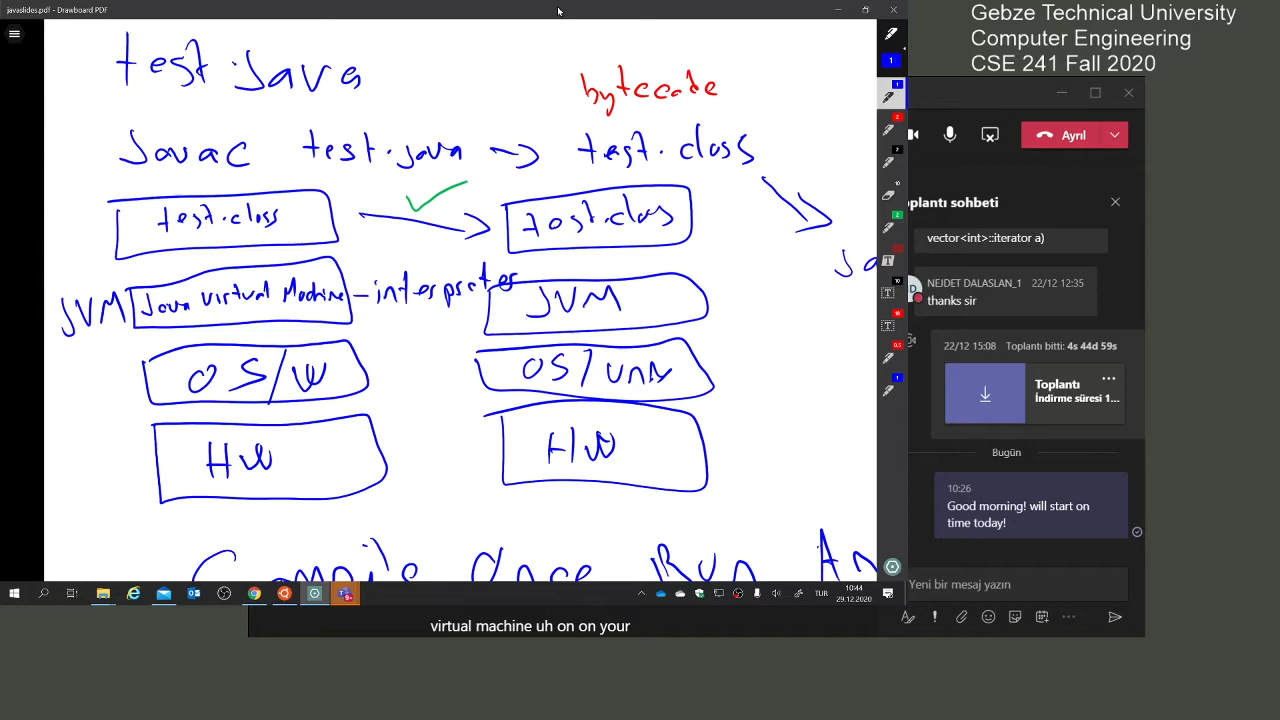 javaslides.pdf - Drawboard PDF
Gebze Technical University
Computer Engineering
CSE 241 Fall 2020
test.java
bytecode
Javac test.java → test.class
test.class
test.class
JVM Java Virtual Machine - interpreter
JVM
OS/W
OS/Unix
HW
HW
Compile Once Run An
Ayrıl
toplantı sohbeti
vector<int>::iterator a)
NEJDET DALASLAN_1 22/12 12:35
thanks sir
22/12 15:08 Toplantı bitti: 4s 44d 59s
Toplantı
İndirme süresi 1...
Bugün
10:26
Good morning! will start on
time today!
Yeni bir mesaj yazın
TUR
10:44
29.12.2020
virtual machine uh on on your